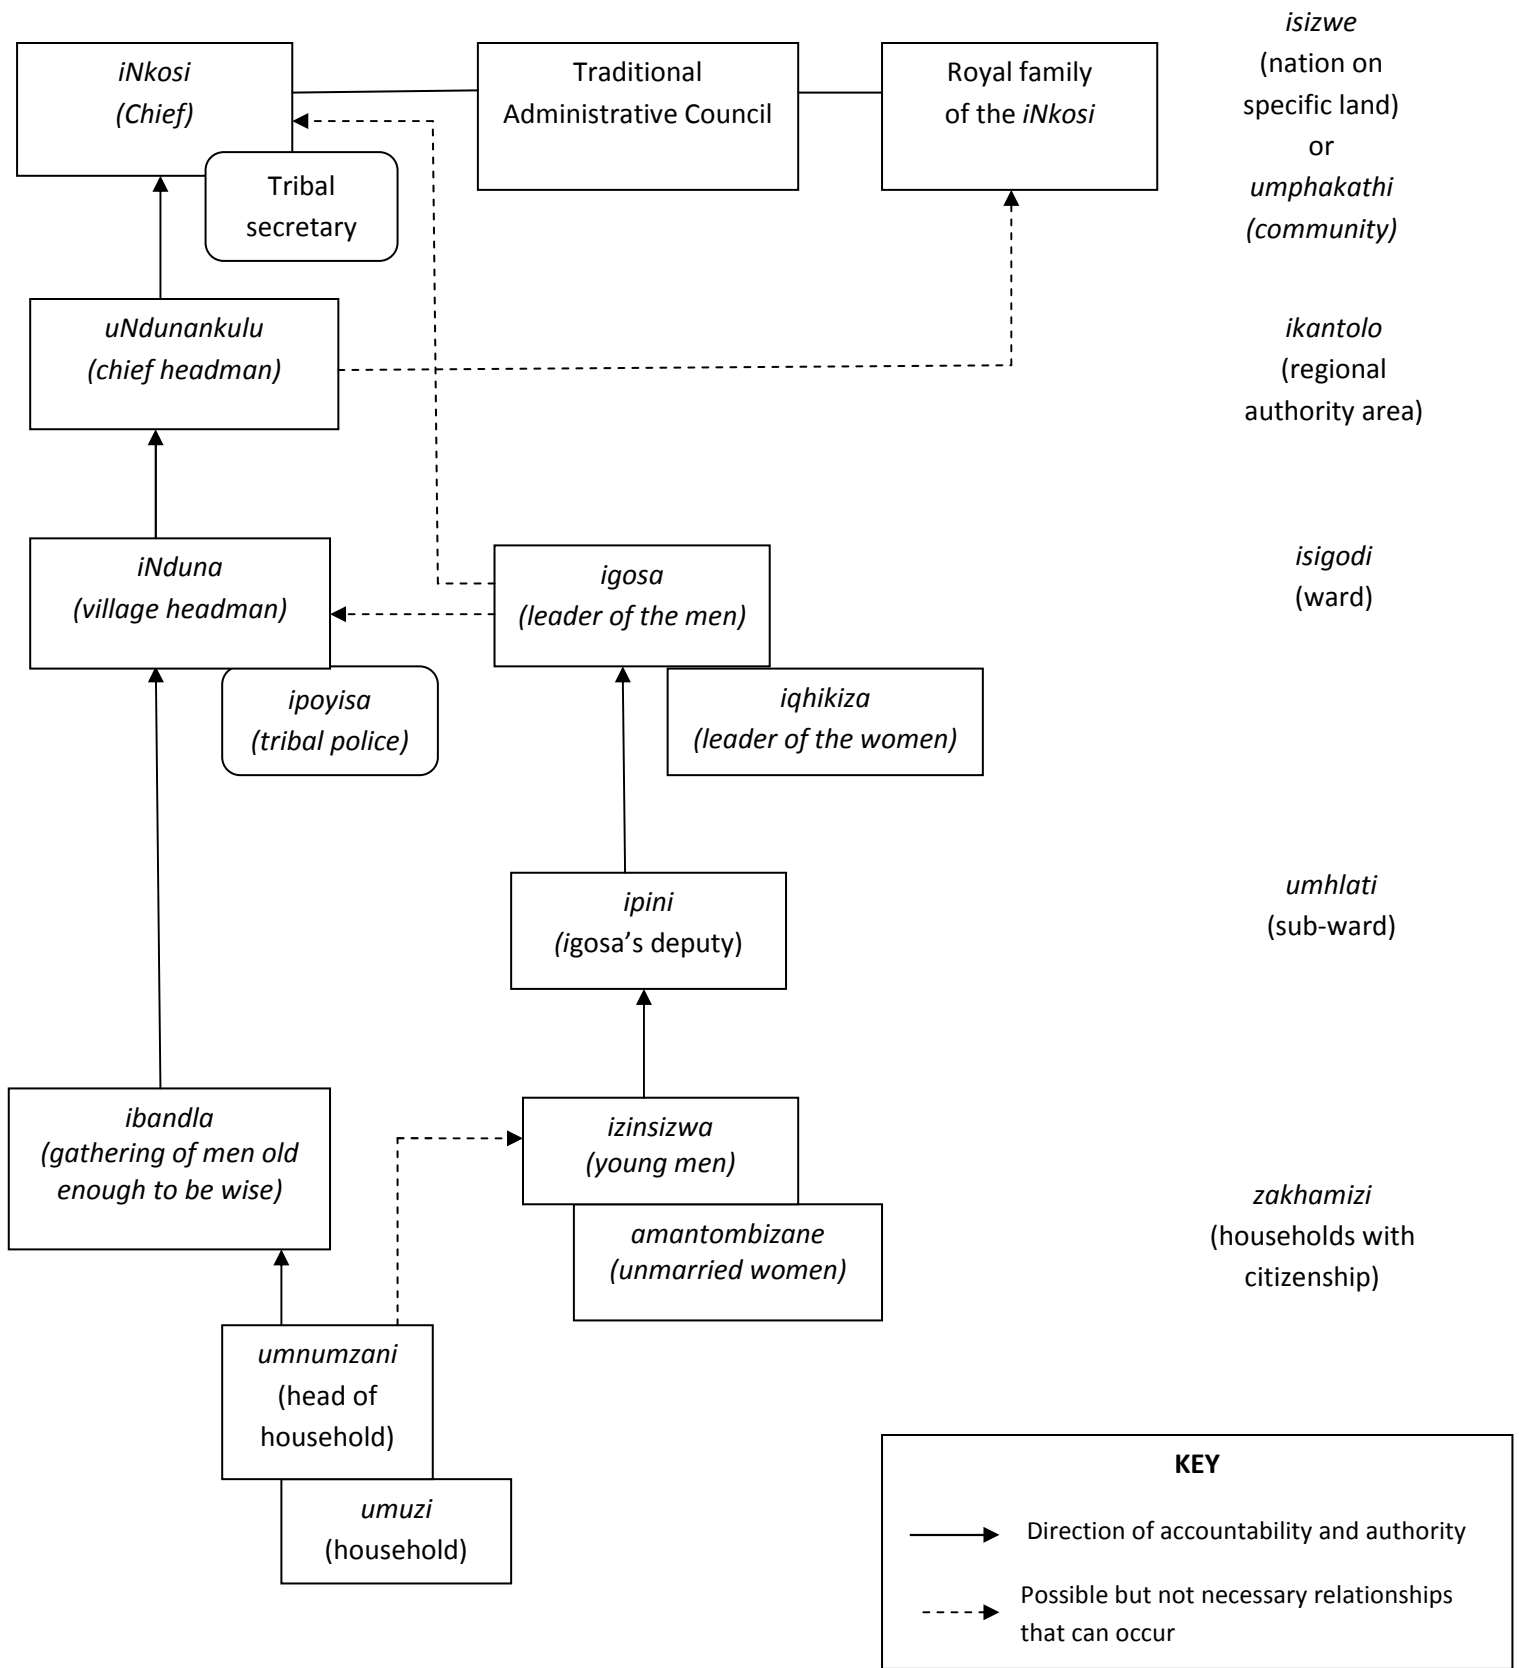 iNkosi
(Chief)
Traditional
Administrative Council
Royal family
of the iNkosi
isizwe
(nation on
specific land)
or
umphakathi
(community)
Tribal
secretary
uNdunankulu
(chief headman)
ikantolo
(regional
authority area)
iNduna
(village headman)
igosa
(leader of the men)
isigodi
(ward)
ipoyisa
(tribal police)
iqhikiza
(leader of the women)
ipini
(igosa’s deputy)
umhlati
(sub-ward)
ibandla
(gathering of men old
enough to be wise)
izinsizwa
(young men)
amantombizane
(unmarried women)
zakhamizi
(households with
citizenship)
umnumzani
(head of
household)
umuzi
(household)
KEY
Direction of accountability and authority
Possible but not necessary relationships
that can occur